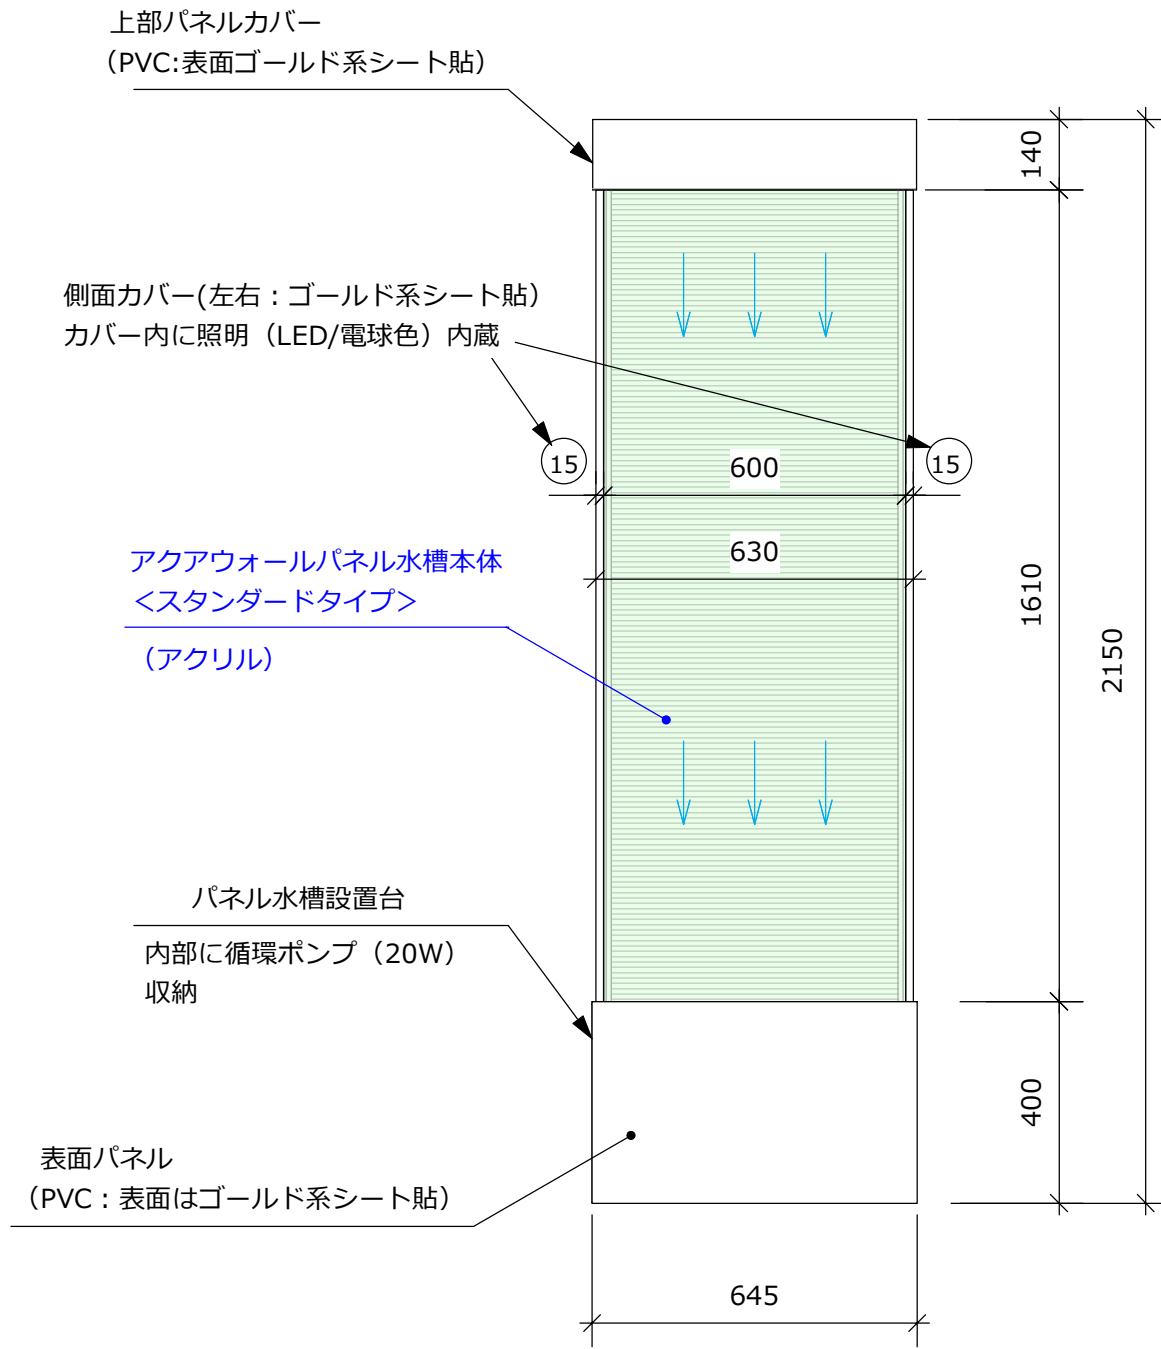 上部パネルカバー
（PVC:表面ゴールド系シート貼）
140
側面カバー(左右：ゴールド系シート貼）
カバー内に照明（LED/電球色）内蔵
15
600
15
アクアウォールパネル水槽本体
＜スタンダードタイプ＞
（アクリル）
630
1610
2150
パネル水槽設置台
内部に循環ポンプ（20W）
収納
400
表面パネル
（PVC：表面はゴールド系シート貼）
645